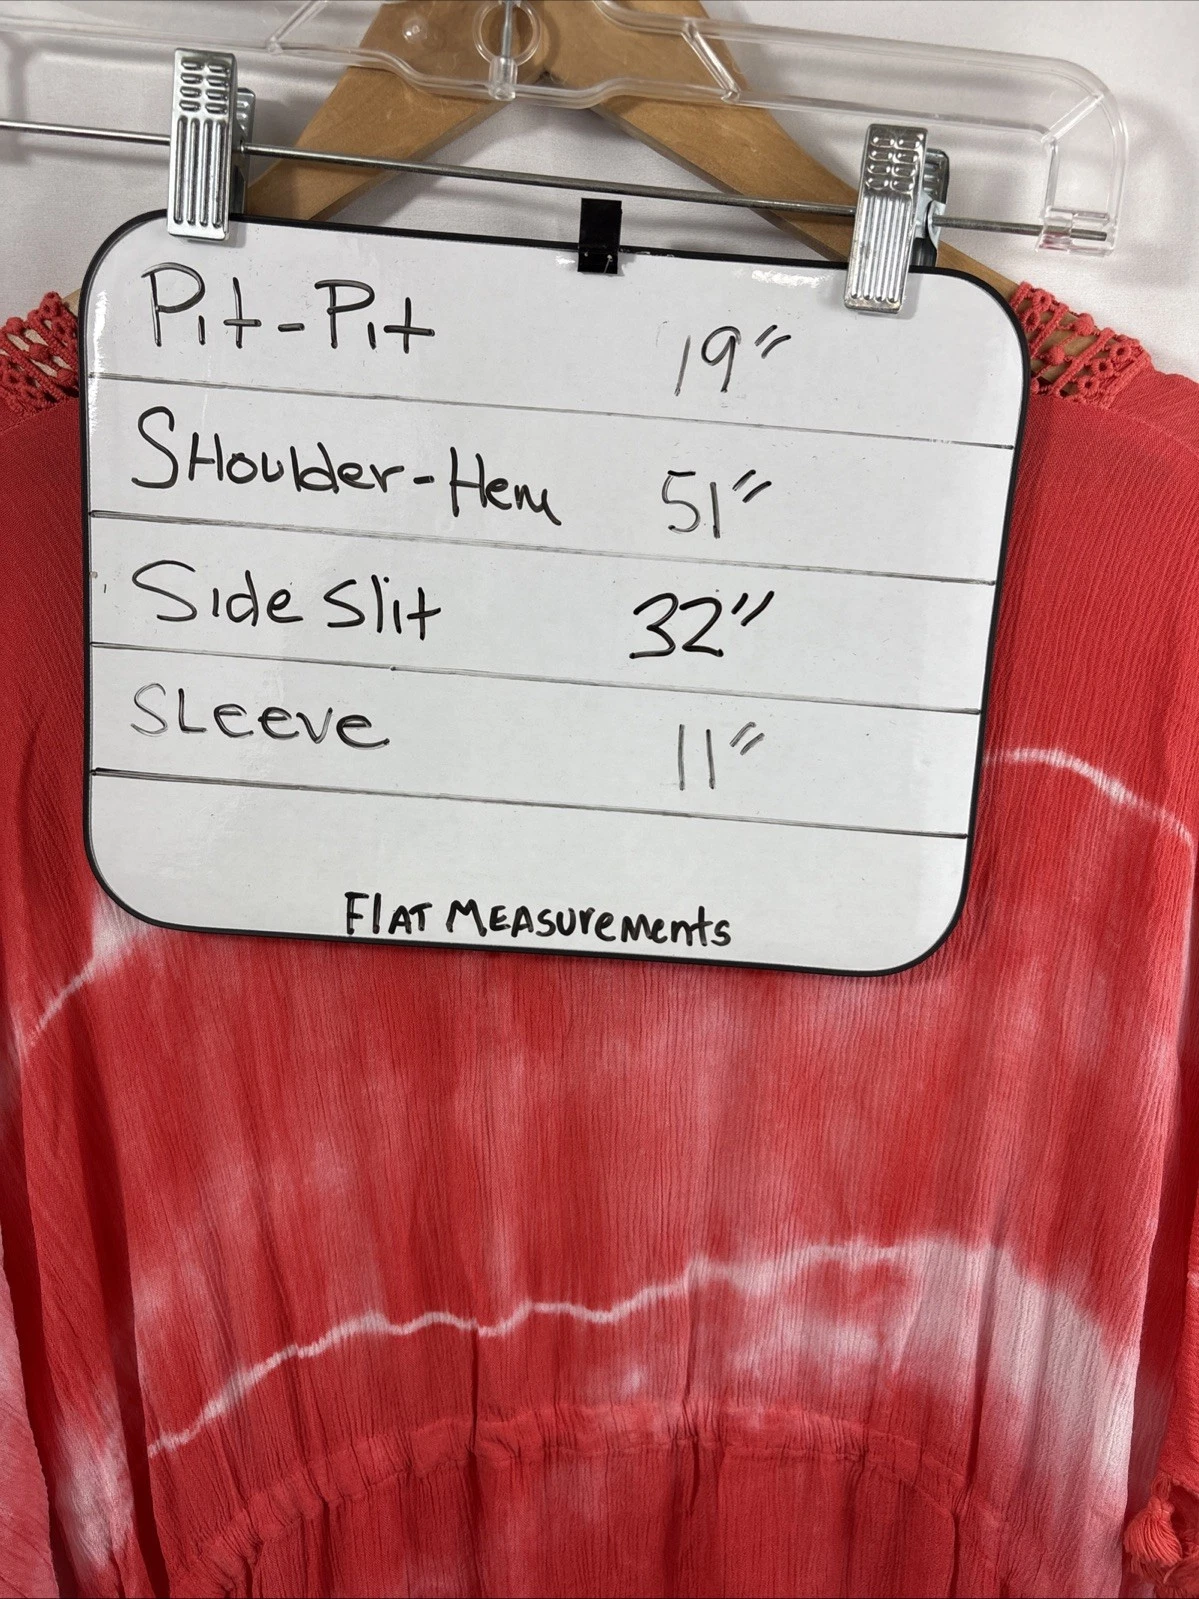 Pit-Pit 19"
SHoulder-Hem 51"
Side Slit 32"
SLeeve 11"
FlAT MEASureMents